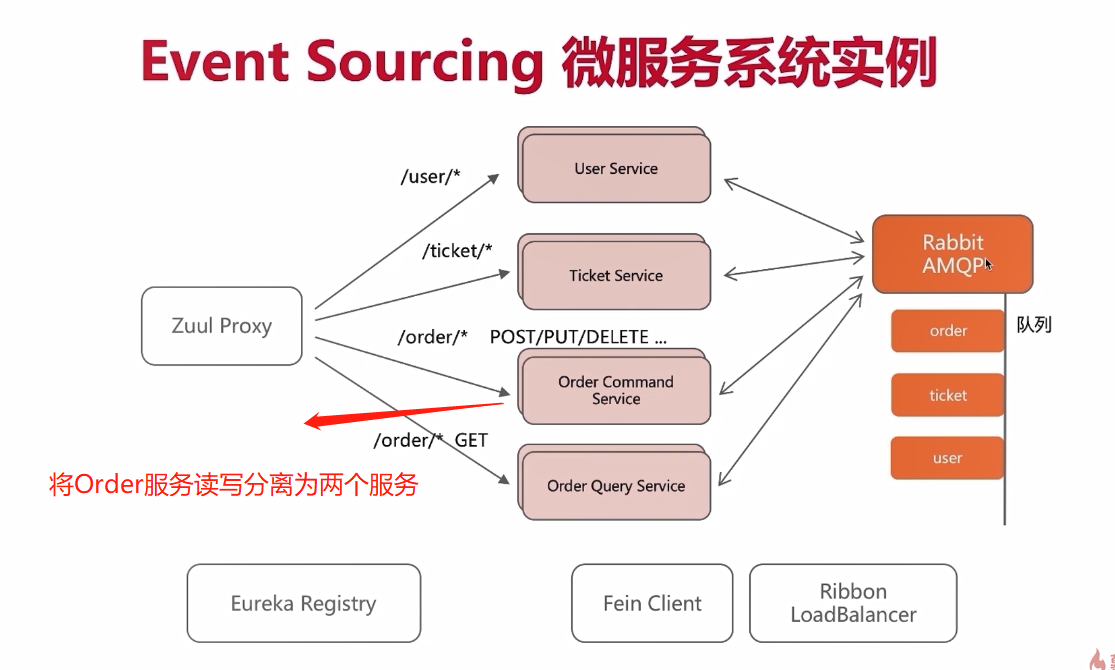 Event Sourcing 微服务系统实例
/user/*
User Service
/ticket/*
Ticket Service
Rabbit
AMQP
Zuul Proxy
/order/* POST/PUT/DELETE ...
队列
order
Order Command
Service
ticket
/order/* GET
user
将Order服务读写分离为两个服务
Order Query Service
Eureka Registry
Fein Client
Ribbon
LoadBalancer